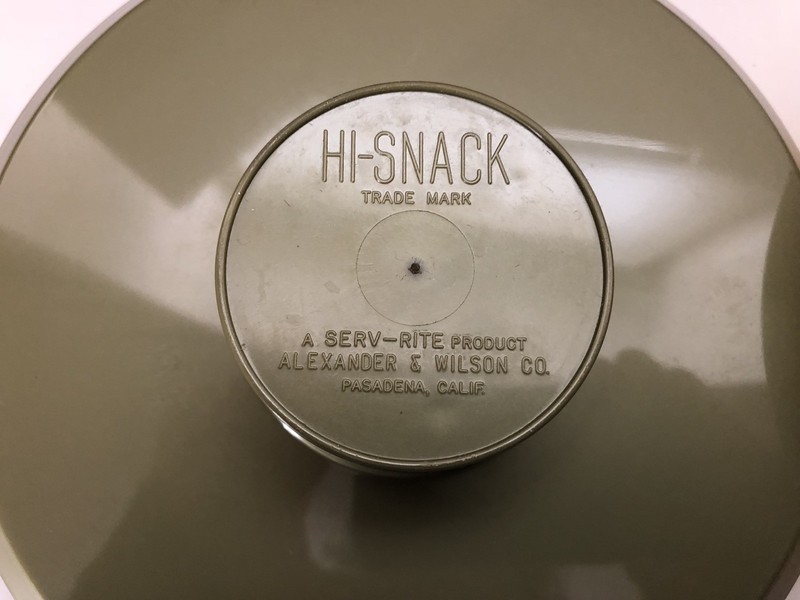 HI-SNACK
TRADE MARK
A SERV-RITE PRODUCT
ALEXANDER & WILSON CO.
PASADENA, CALIF.